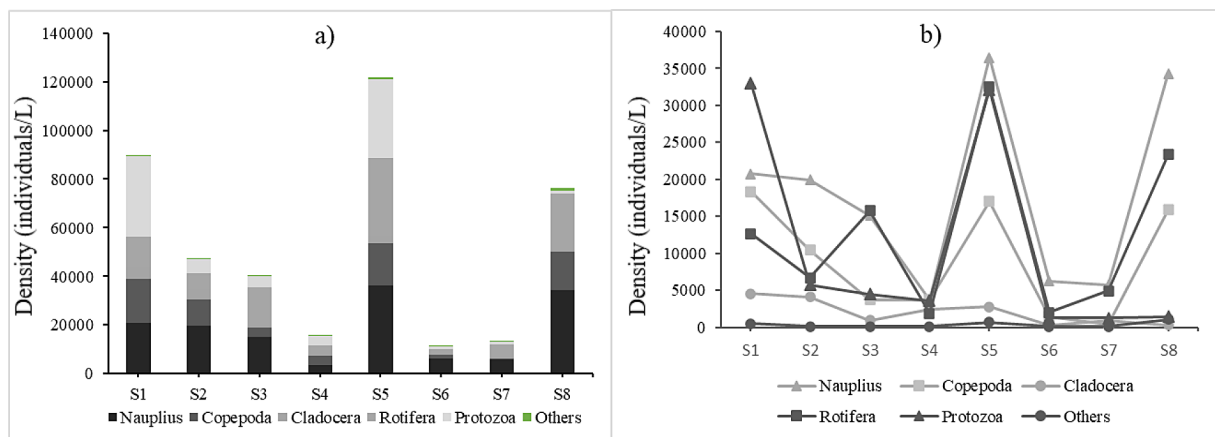 a)
Density (individuals/L)
140000
120000
100000
80000
60000
40000
20000
0
S1 S2 S3 S4 S5 S6 S7 S8
Nauplius Copepoda Cladocera Rotifera Protozoa Others
b)
Density (individuals/L)
40000
35000
30000
25000
20000
15000
10000
5000
0
S1 S2 S3 S4 S5 S6 S7 S8
Nauplius Copepoda Cladocera
Rotifera Protozoa Others